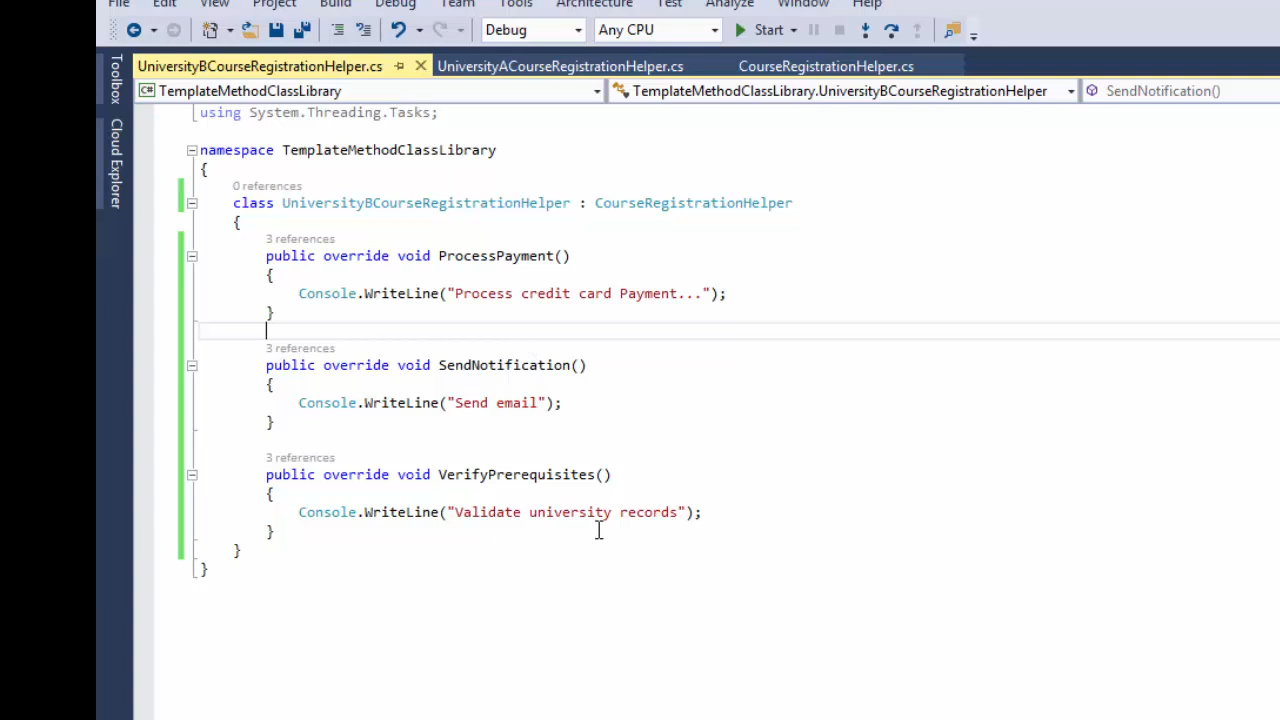 File Edit View Project Build Debug Team Tools Architecture Test Analyze Window Help
Debug Any CPU Start
UniversityBCourseRegistrationHelper.cs UniversityACourseRegistrationHelper.cs CourseRegistrationHelper.cs
C# TemplateMethodClassLibrary TemplateMethodClassLibrary.UniversityBCourseRegistrationHelper SendNotification()
Toolbox
Cloud Explorer
using System.Threading.Tasks;
namespace TemplateMethodClassLibrary
{
0 references
class UniversityBCourseRegistrationHelper : CourseRegistrationHelper
{
3 references
public override void ProcessPayment()
{
Console.WriteLine("Process credit card Payment...");
}
3 references
public override void SendNotification()
{
Console.WriteLine("Send email");
}
3 references
public override void VerifyPrerequisites()
{
Console.WriteLine("Validate university records");
}
}
}